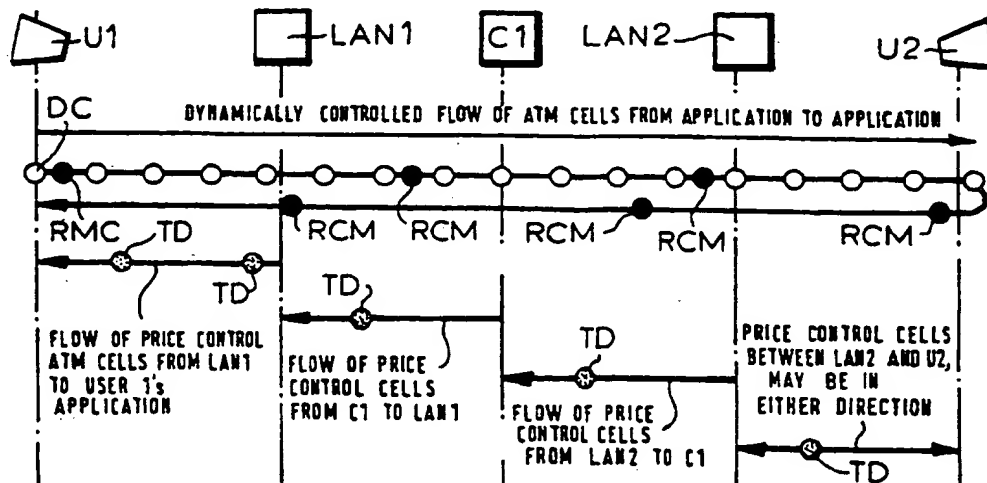 U1
LAN1
C1
LAN2
U2
DC
DYNAMICALLY CONTROLLED FLOW OF ATM CELLS FROM APPLICATION TO APPLICATION
RMC
RCM
RCM
RCM
RCM
RCM
TD
TD
TD
TD
TD
FLOW OF PRICE CONTROL
ATM CELLS FROM LAN1
TO USER 1's
APPLICATION
FLOW OF PRICE
CONTROL CELLS
FROM C1 TO LAN1
FLOW OF PRICE
CONTROL CELLS
FROM LAN2 TO C1
PRICE CONTROL CELLS
BETWEEN LAN2 AND U2,
MAY BE IN
EITHER DIRECTION